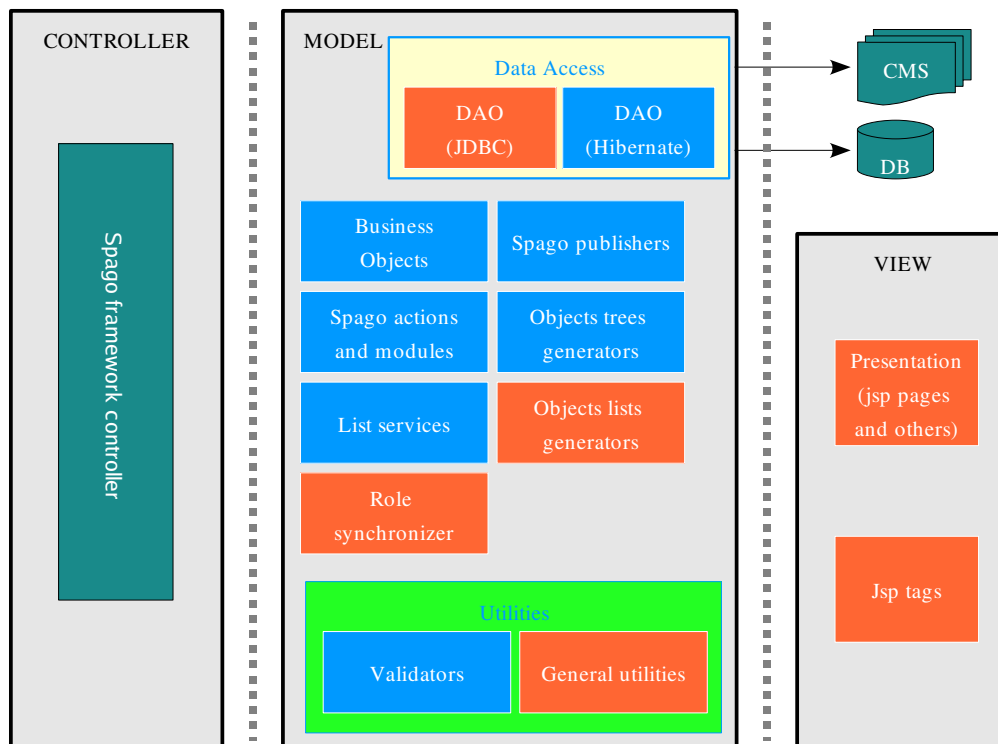 CONTROLLER
Spago framework controller
MODEL
Data Access
DAO
(JDBC)
DAO
(Hibernate)
Business
Objects
Spago publishers
Spago actions
and modules
Objects trees
generators
List services
Objects lists
generators
Role
synchronizer
Utilities
Validators
General utilities
CMS
DB
VIEW
Presentation
(jsp pages
and others)
Jsp tags